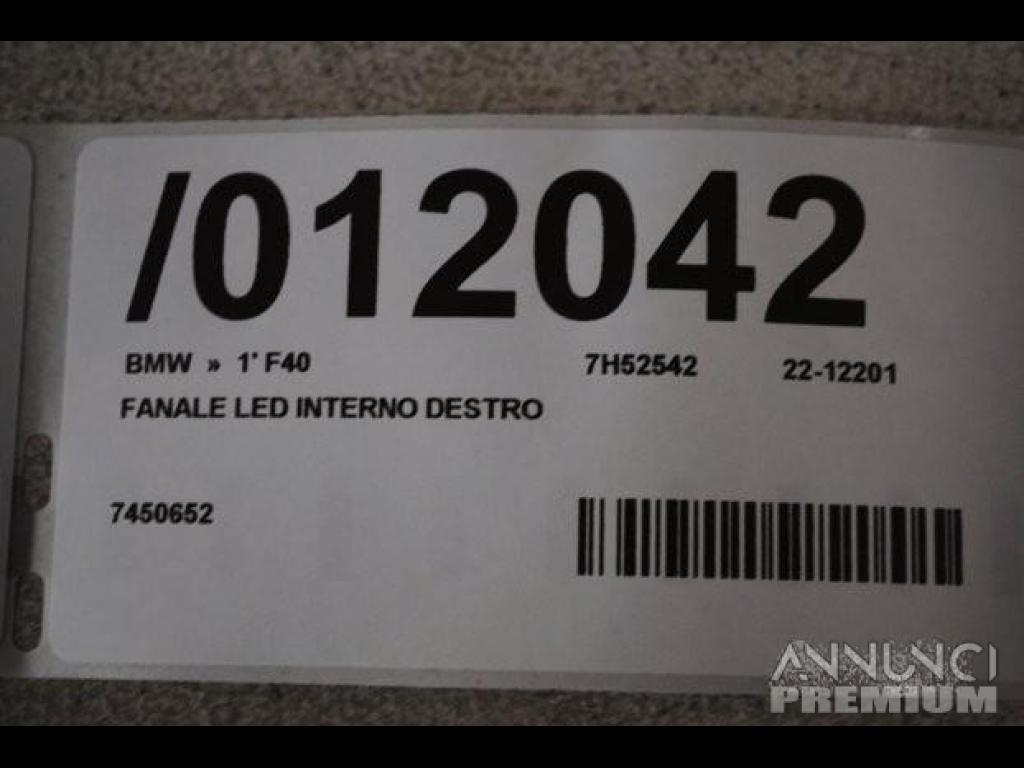 /012042
BMW » 1' F40 7H52542 22-12201
FANALE LED INTERNO DESTRO
7450652
ANNUNCI
PREMIUM